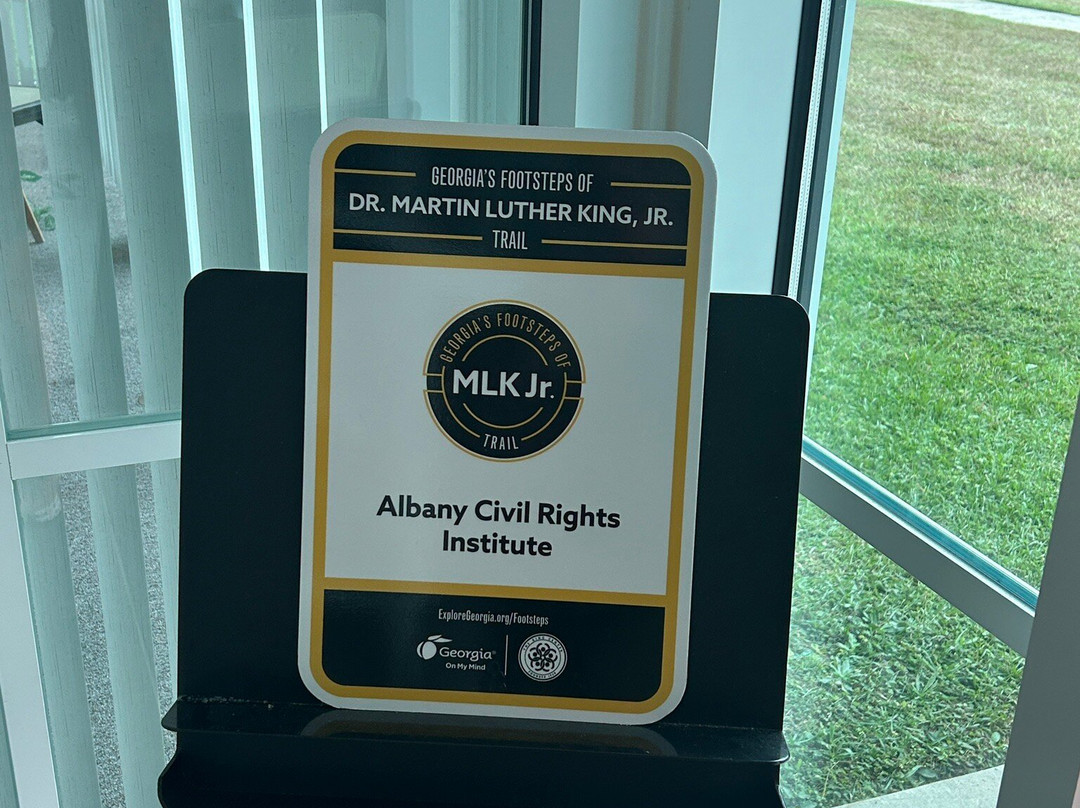 GEORGIA'S FOOTSTEPS OF
DR. MARTIN LUTHER KING, JR.
TRAIL
GEORGIA'S FOOTSTEPS OF
MLK Jr.
TRAIL
Albany Civil Rights
Institute
ExploreGeorgia.org/Footsteps
Georgia®
On My Mind